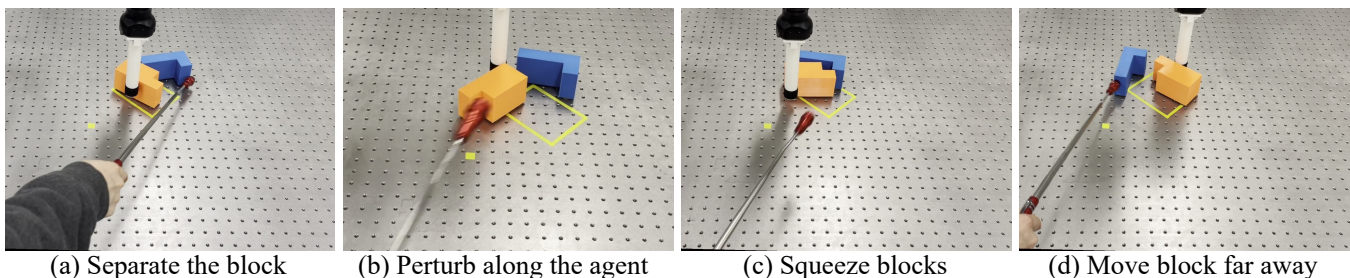 (a) Separate the block
(b) Perturb along the agent
(c) Squeeze blocks
(d) Move block far away